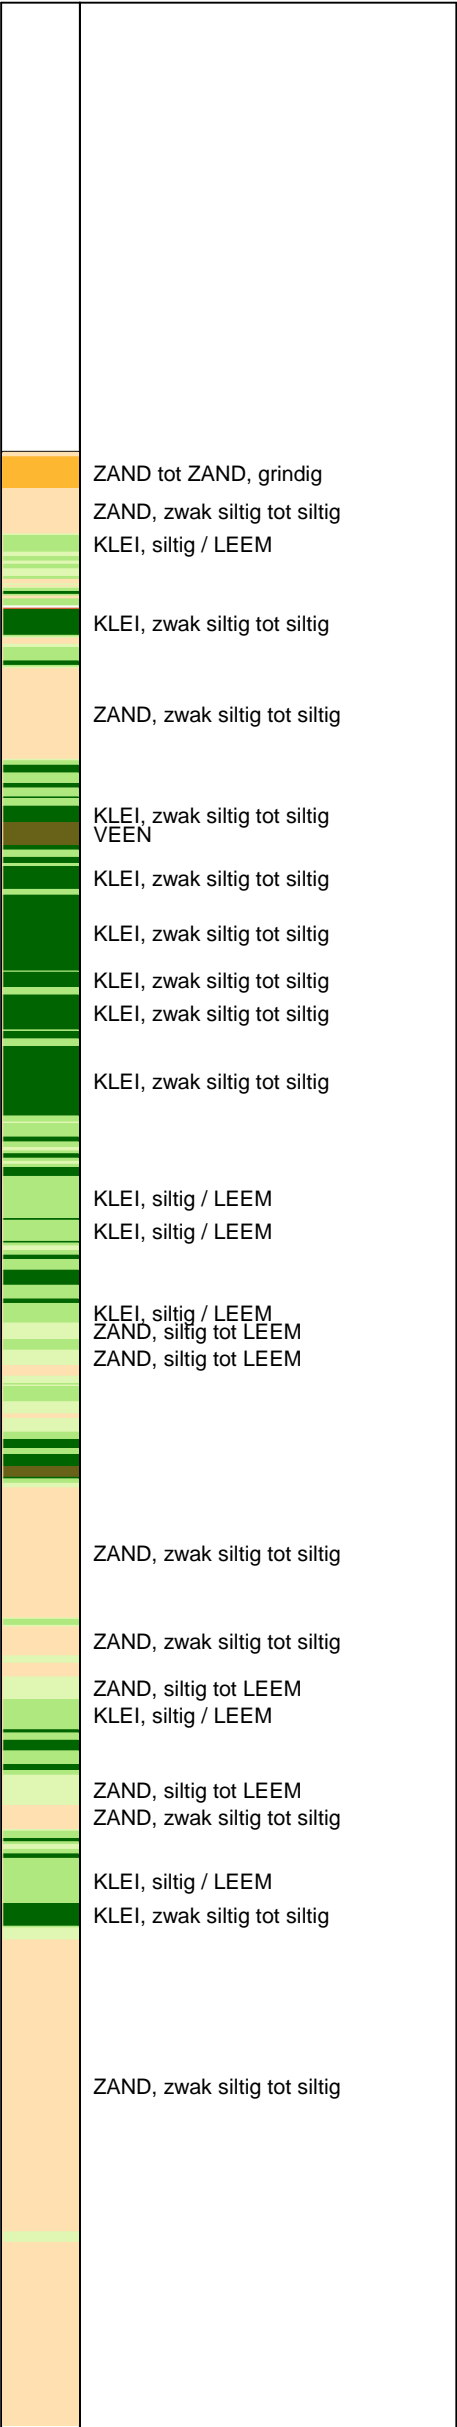 ZAND tot ZAND, grindig
ZAND, zwak siltig tot siltig
KLEI, siltig / LEEM
KLEI, zwak siltig tot siltig
ZAND, zwak siltig tot siltig
KLEI, zwak siltig tot siltig
VEEN
KLEI, zwak siltig tot siltig
KLEI, zwak siltig tot siltig
KLEI, zwak siltig tot siltig
KLEI, zwak siltig tot siltig
KLEI, zwak siltig tot siltig
KLEI, siltig / LEEM
KLEI, siltig / LEEM
KLEI, siltig / LEEM
ZAND, siltig tot LEEM
ZAND, siltig tot LEEM
ZAND, zwak siltig tot siltig
ZAND, zwak siltig tot siltig
ZAND, siltig tot LEEM
KLEI, siltig / LEEM
ZAND, siltig tot LEEM
ZAND, zwak siltig tot siltig
KLEI, siltig / LEEM
KLEI, zwak siltig tot siltig
ZAND, zwak siltig tot siltig